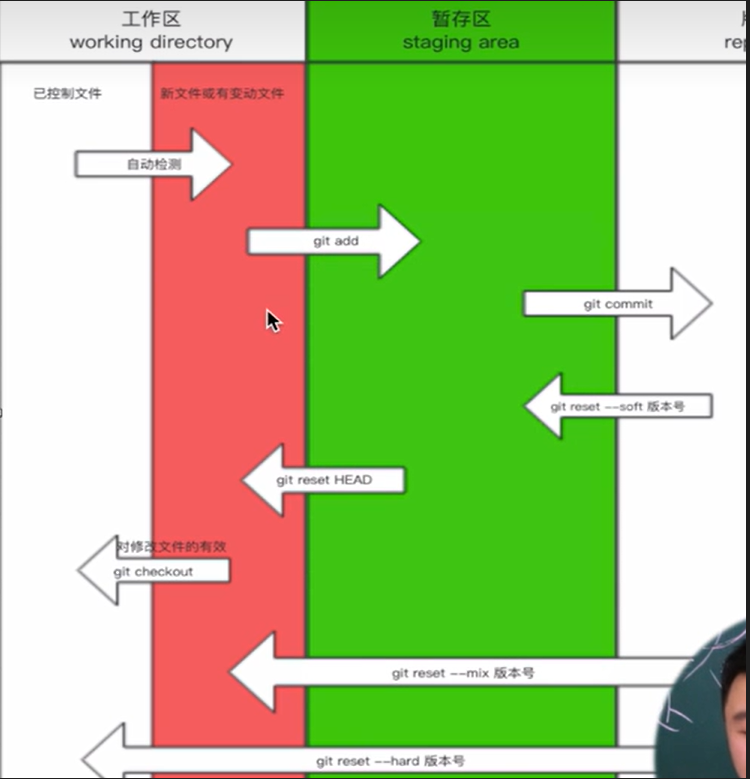 工作区
working directory
暂存区
staging area
已控制文件
新文件或有变动文件
自动检测
git add
git commit
git reset --soft 版本号
git reset HEAD
对修改文件的有效
git checkout
git reset --mix 版本号
git reset --hard 版本号